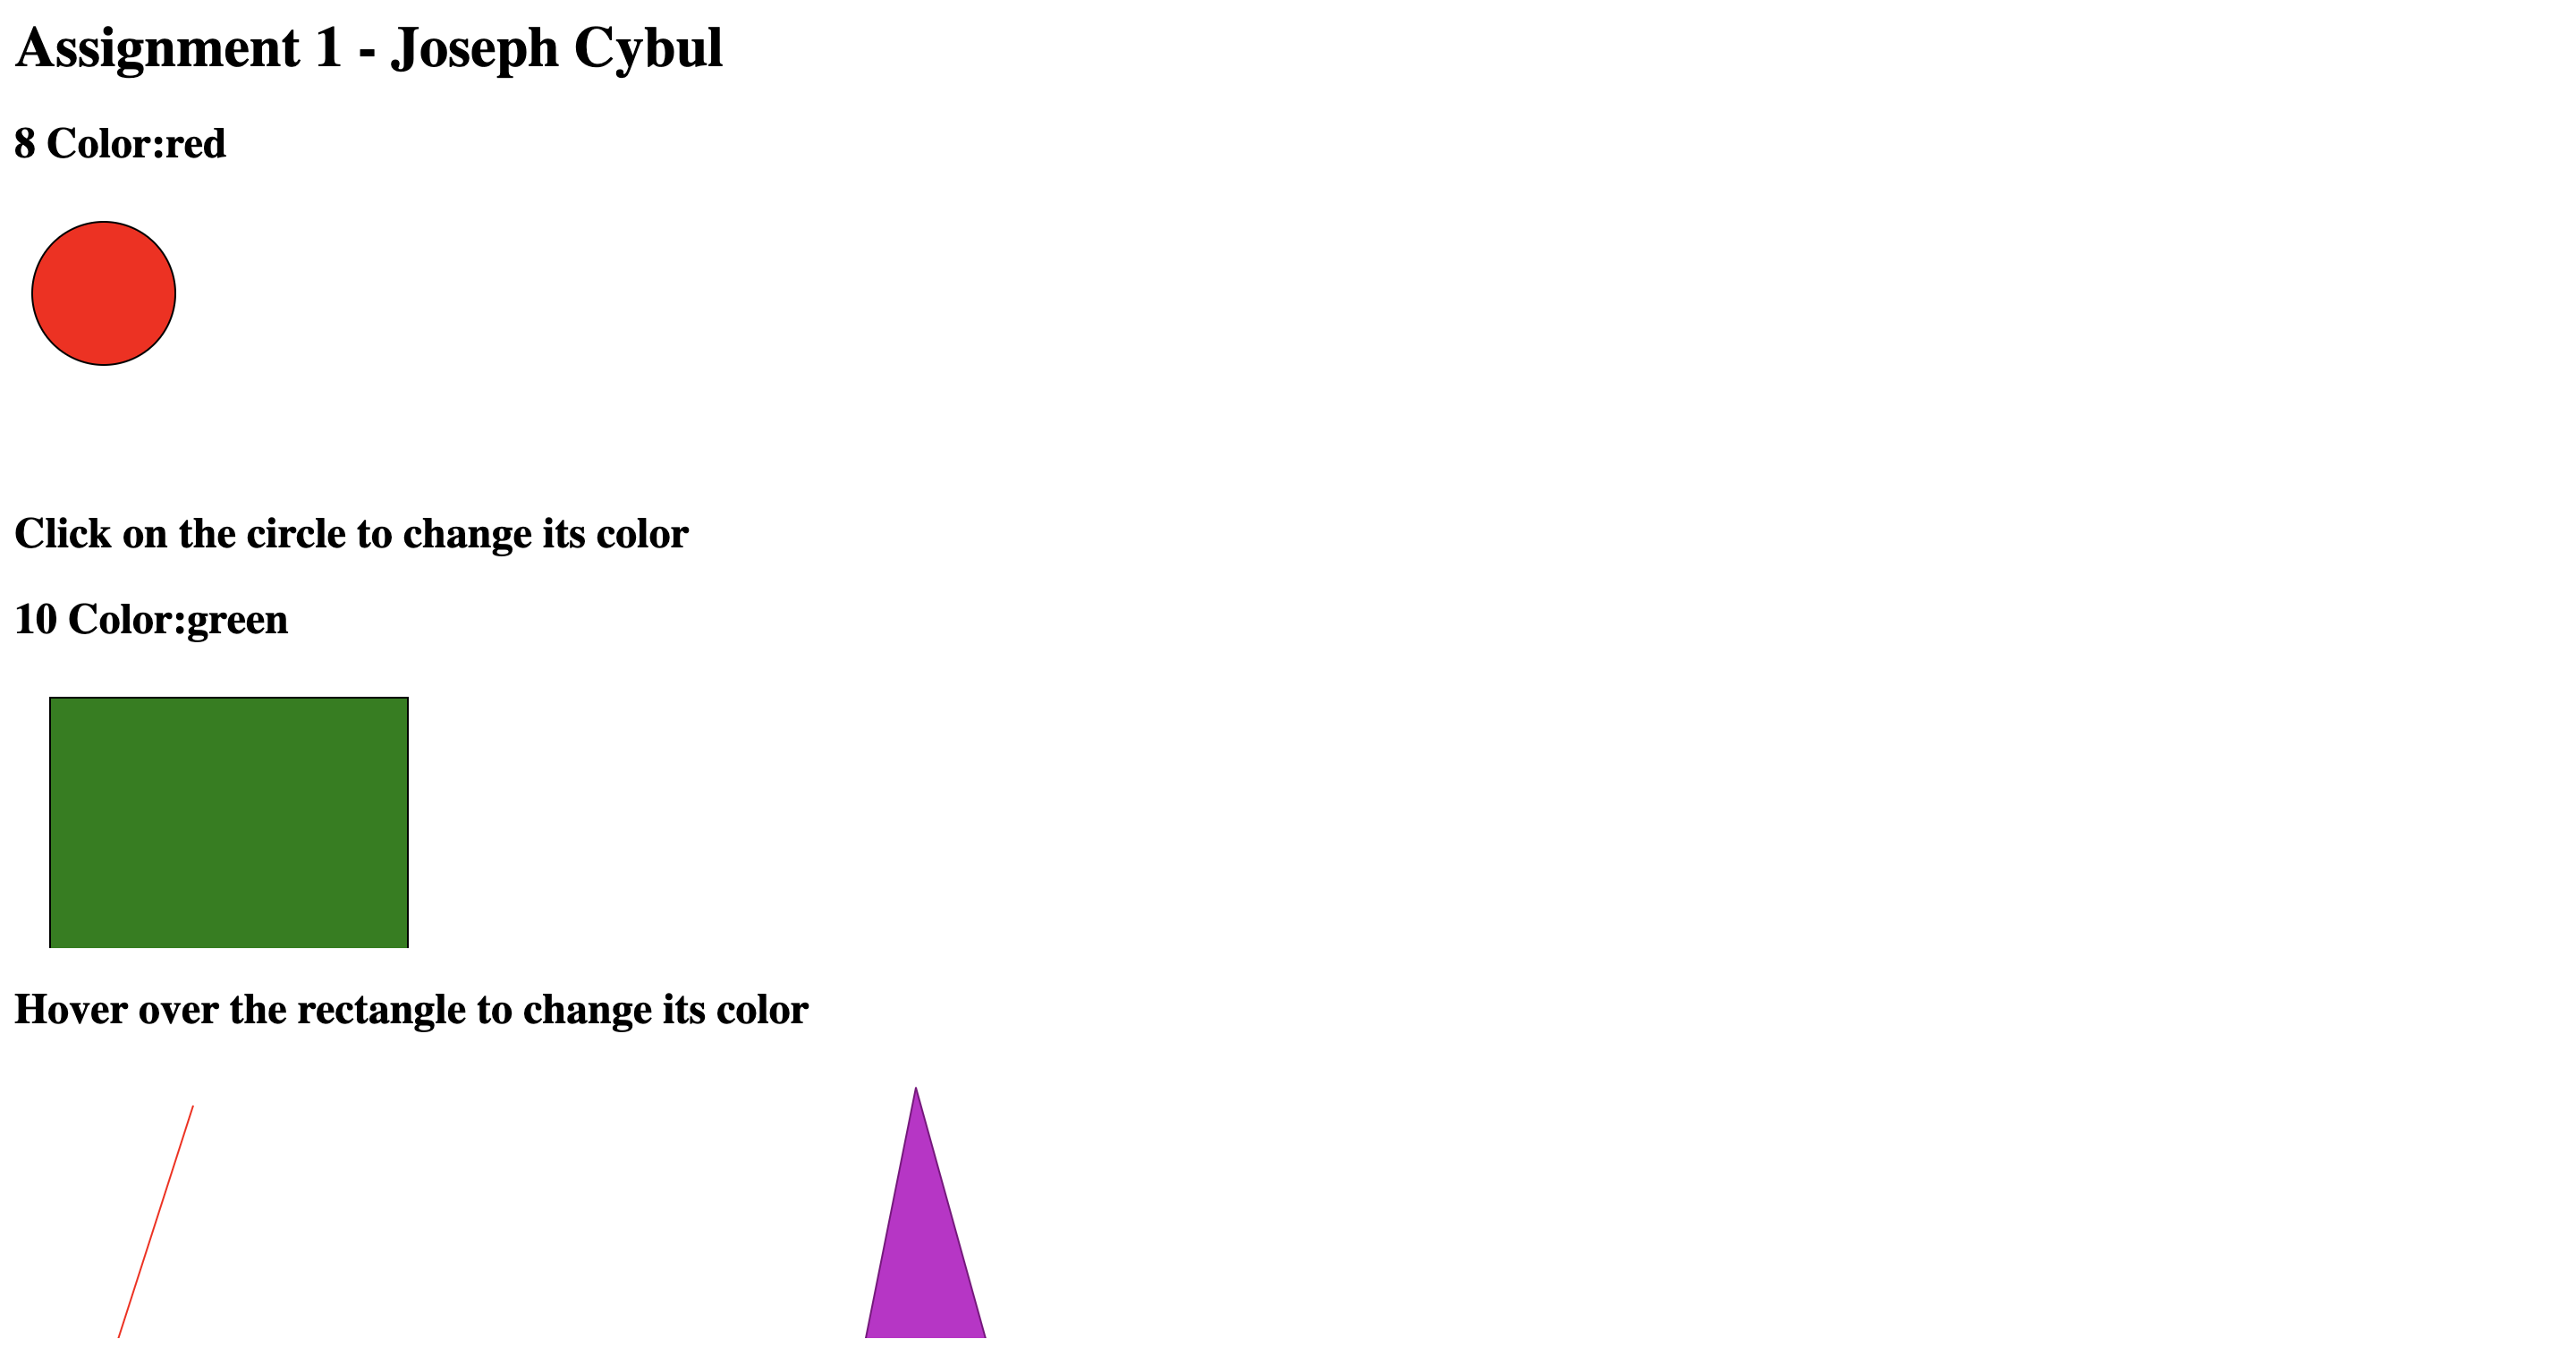 Assignment 1 - Joseph Cybul
8 Color:red
Click on the circle to change its color
10 Color:green
Hover over the rectangle to change its color